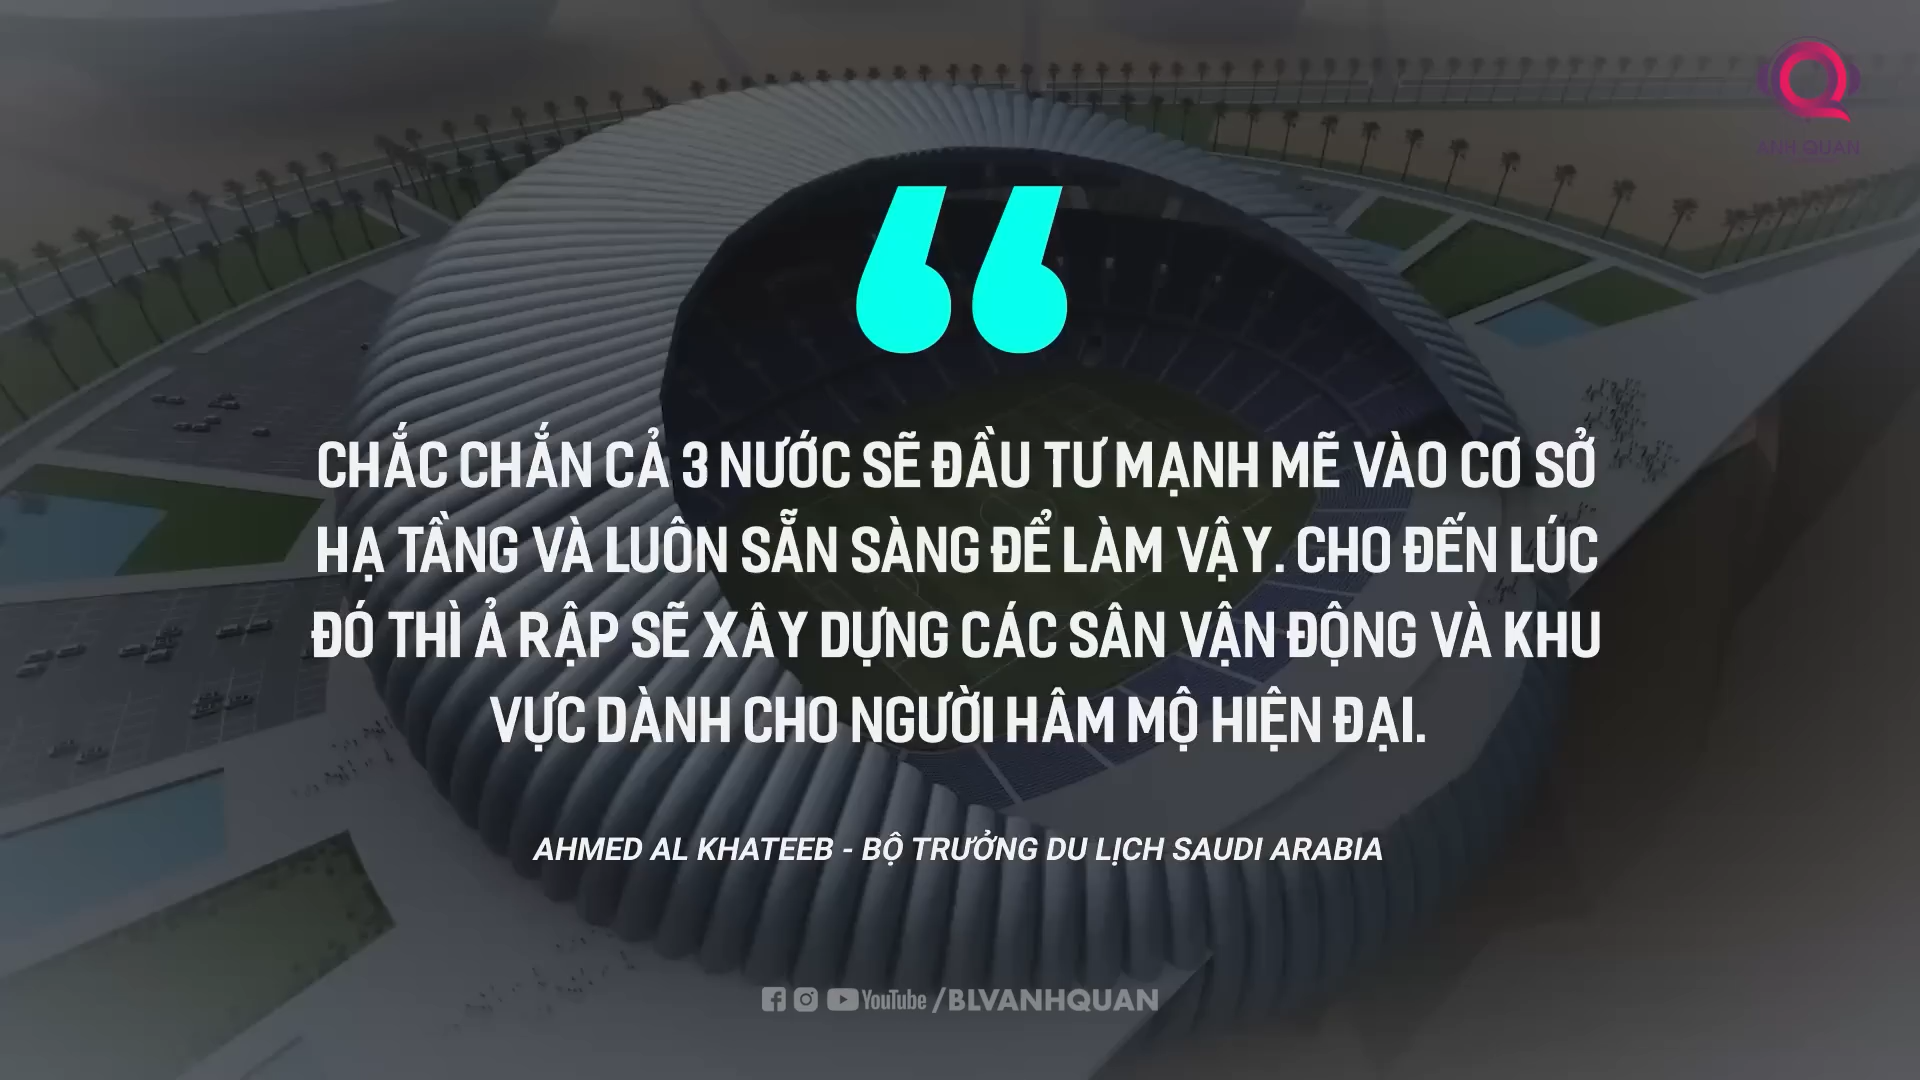 ANH QUAN
CHẮC CHẮN CẢ 3 NƯỚC SẼ ĐẦU TƯ MẠNH MẼ VÀO CƠ SỞ
HẠ TẦNG VÀ LUÔN SẴN SÀNG ĐỂ LÀM VẬY. CHO ĐẾN LÚC
ĐÓ THÌ Ả RẬP SẼ XÂY DỰNG CÁC SÂN VẬN ĐỘNG VÀ KHU
VỰC DÀNH CHO NGƯỜI HÂM MỘ HIỆN ĐẠI.
AHMED AL KHATEEB - BỘ TRƯỞNG DU LỊCH SAUDI ARABIA
YouTube /BLVANHQUAN